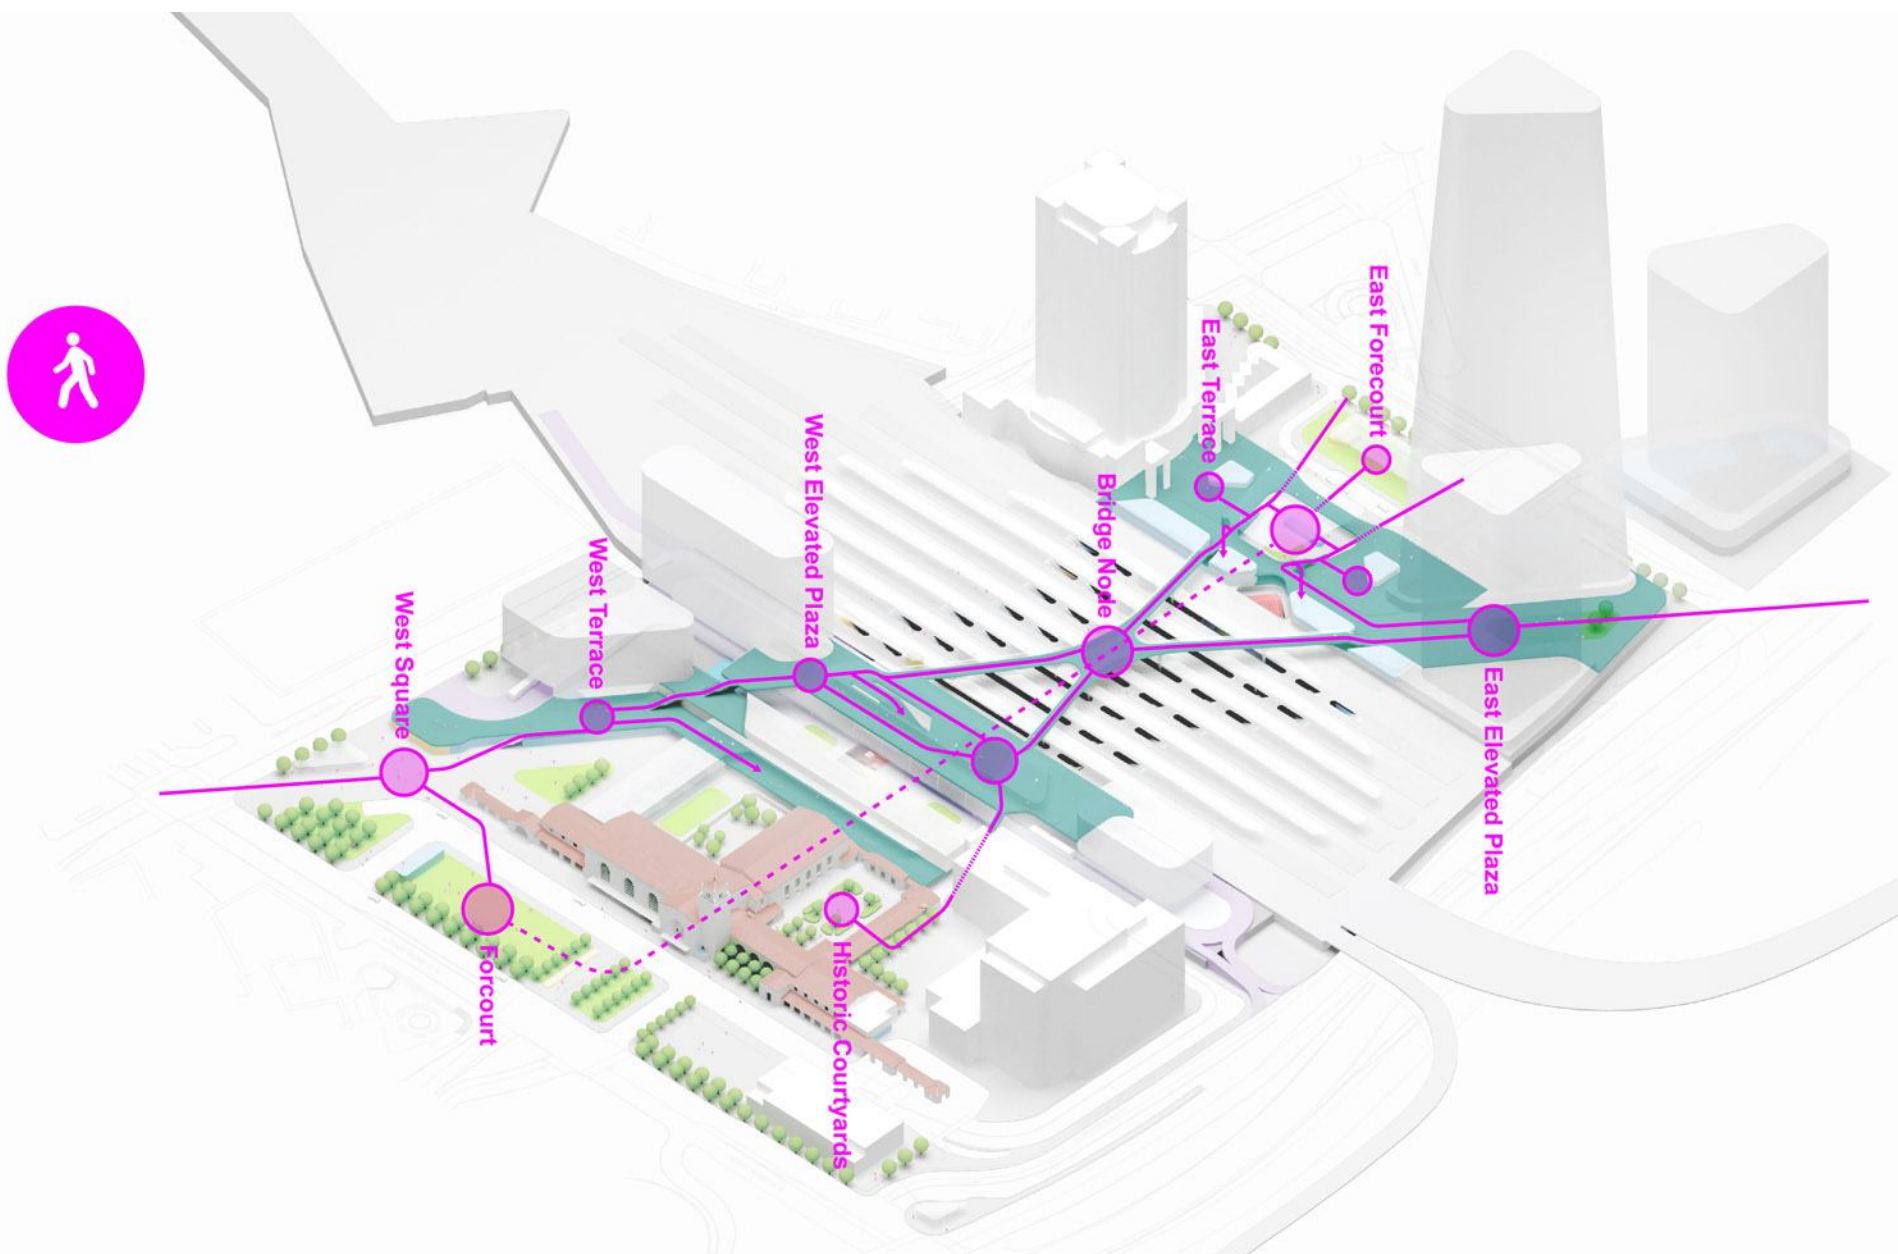 East Forecourt
East Terrace
West Elevated Plaza
Bridge Node
West Terrace
West Square
East Elevated Plaza
Forcourt
Historic Courtyards